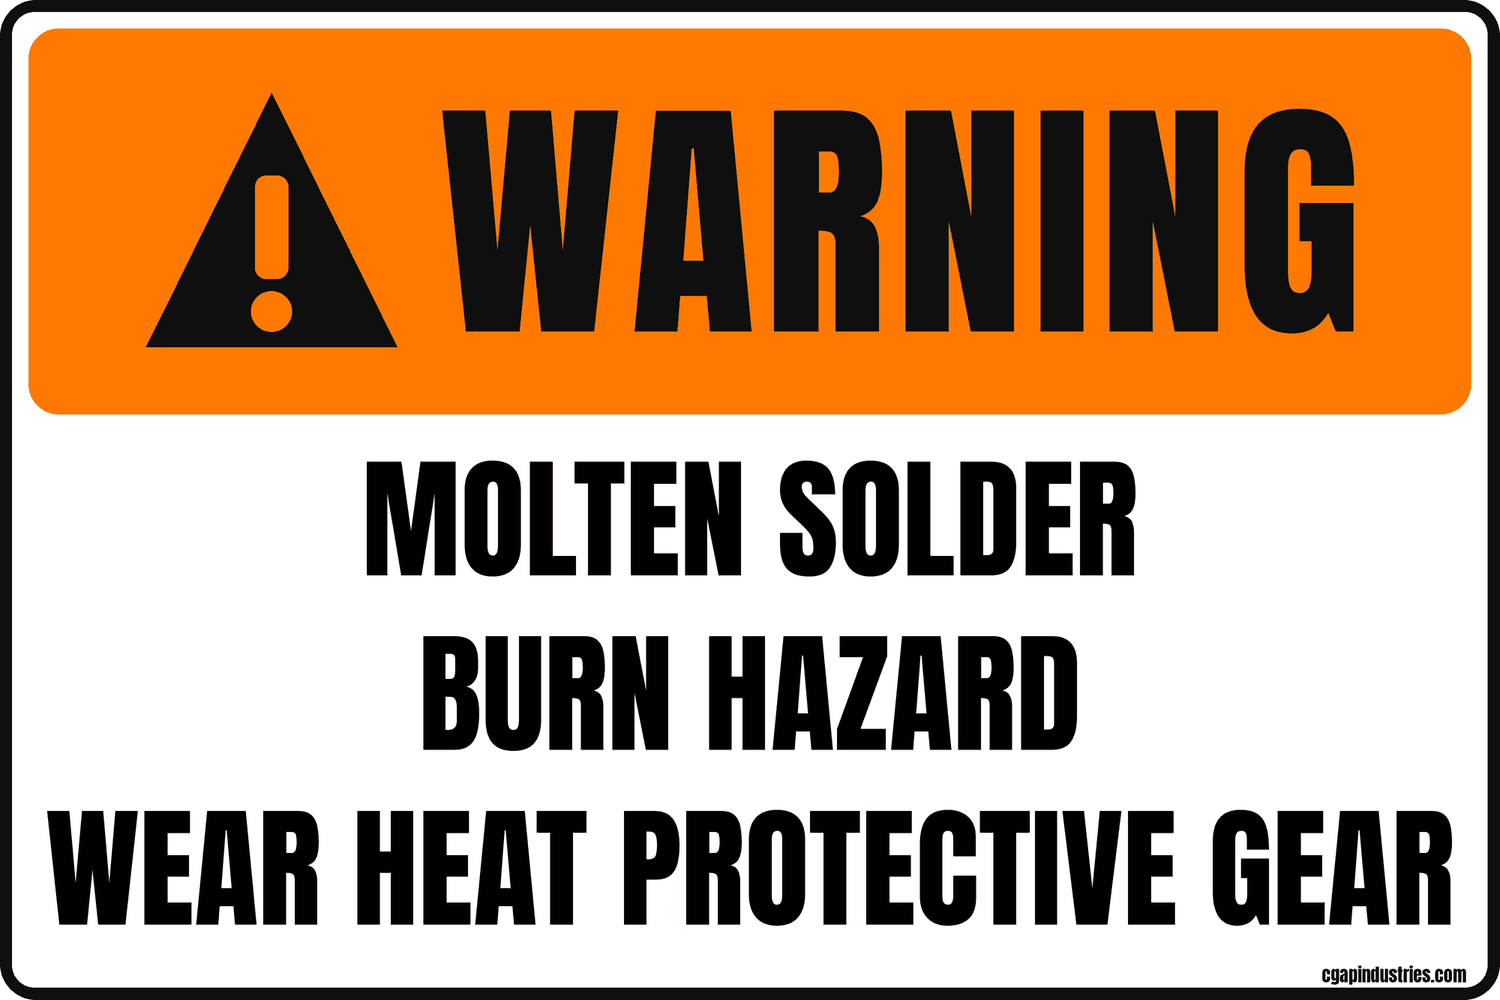 WARNING
MOLTEN SOLDER
BURN HAZARD
WEAR HEAT PROTECTIVE GEAR
cgapindustries.com